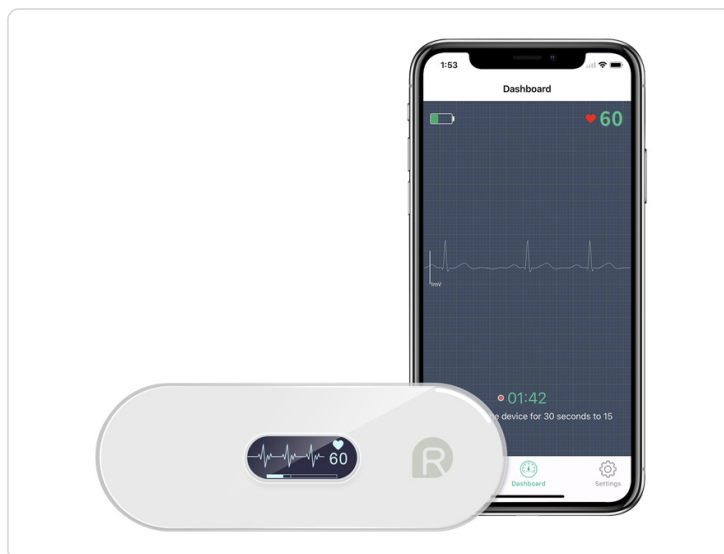 1:53
Dashboard
60
1mV
01:42
e device for 30 seconds to 15
Dashboard
Settings
60
R